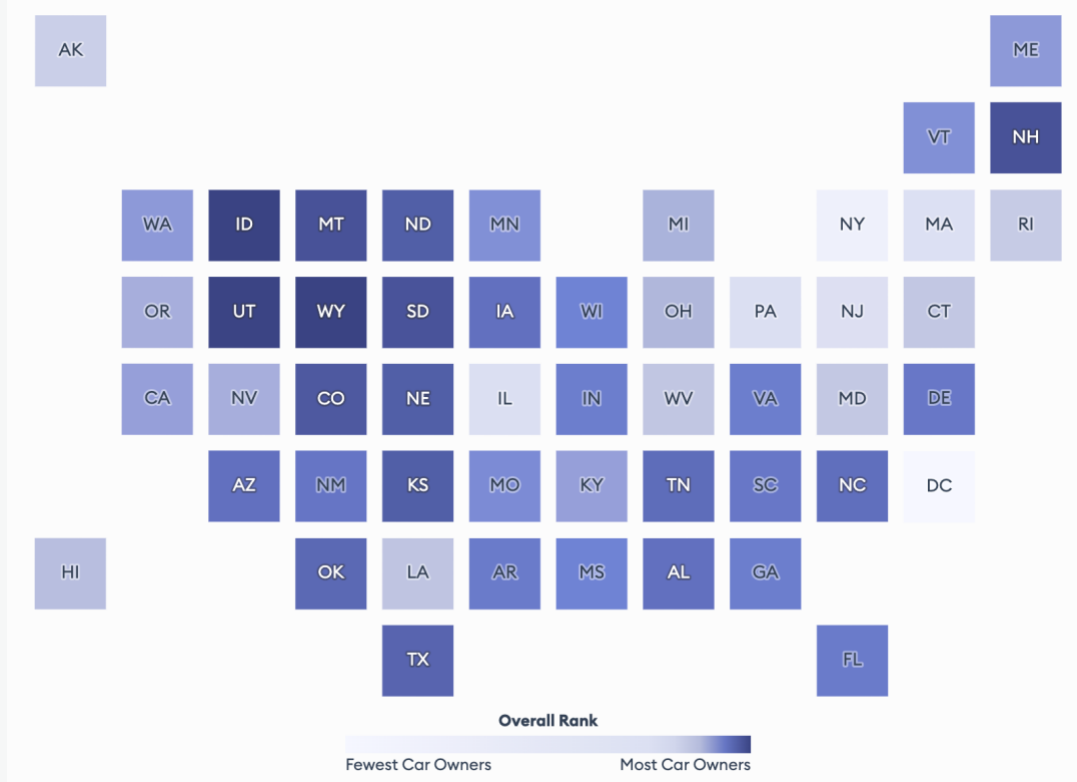 AK ME
VT NH
WA ID MT ND MN MI NY MA RI
OR UT WY SD IA WI OH PA NJ CT
CA NV CO NE IL IN WV VA MD DE
AZ NM KS MO KY TN SC NC DC
HI OK LA AR MS AL GA
TX FL
Overall Rank
Fewest Car Owners Most Car Owners